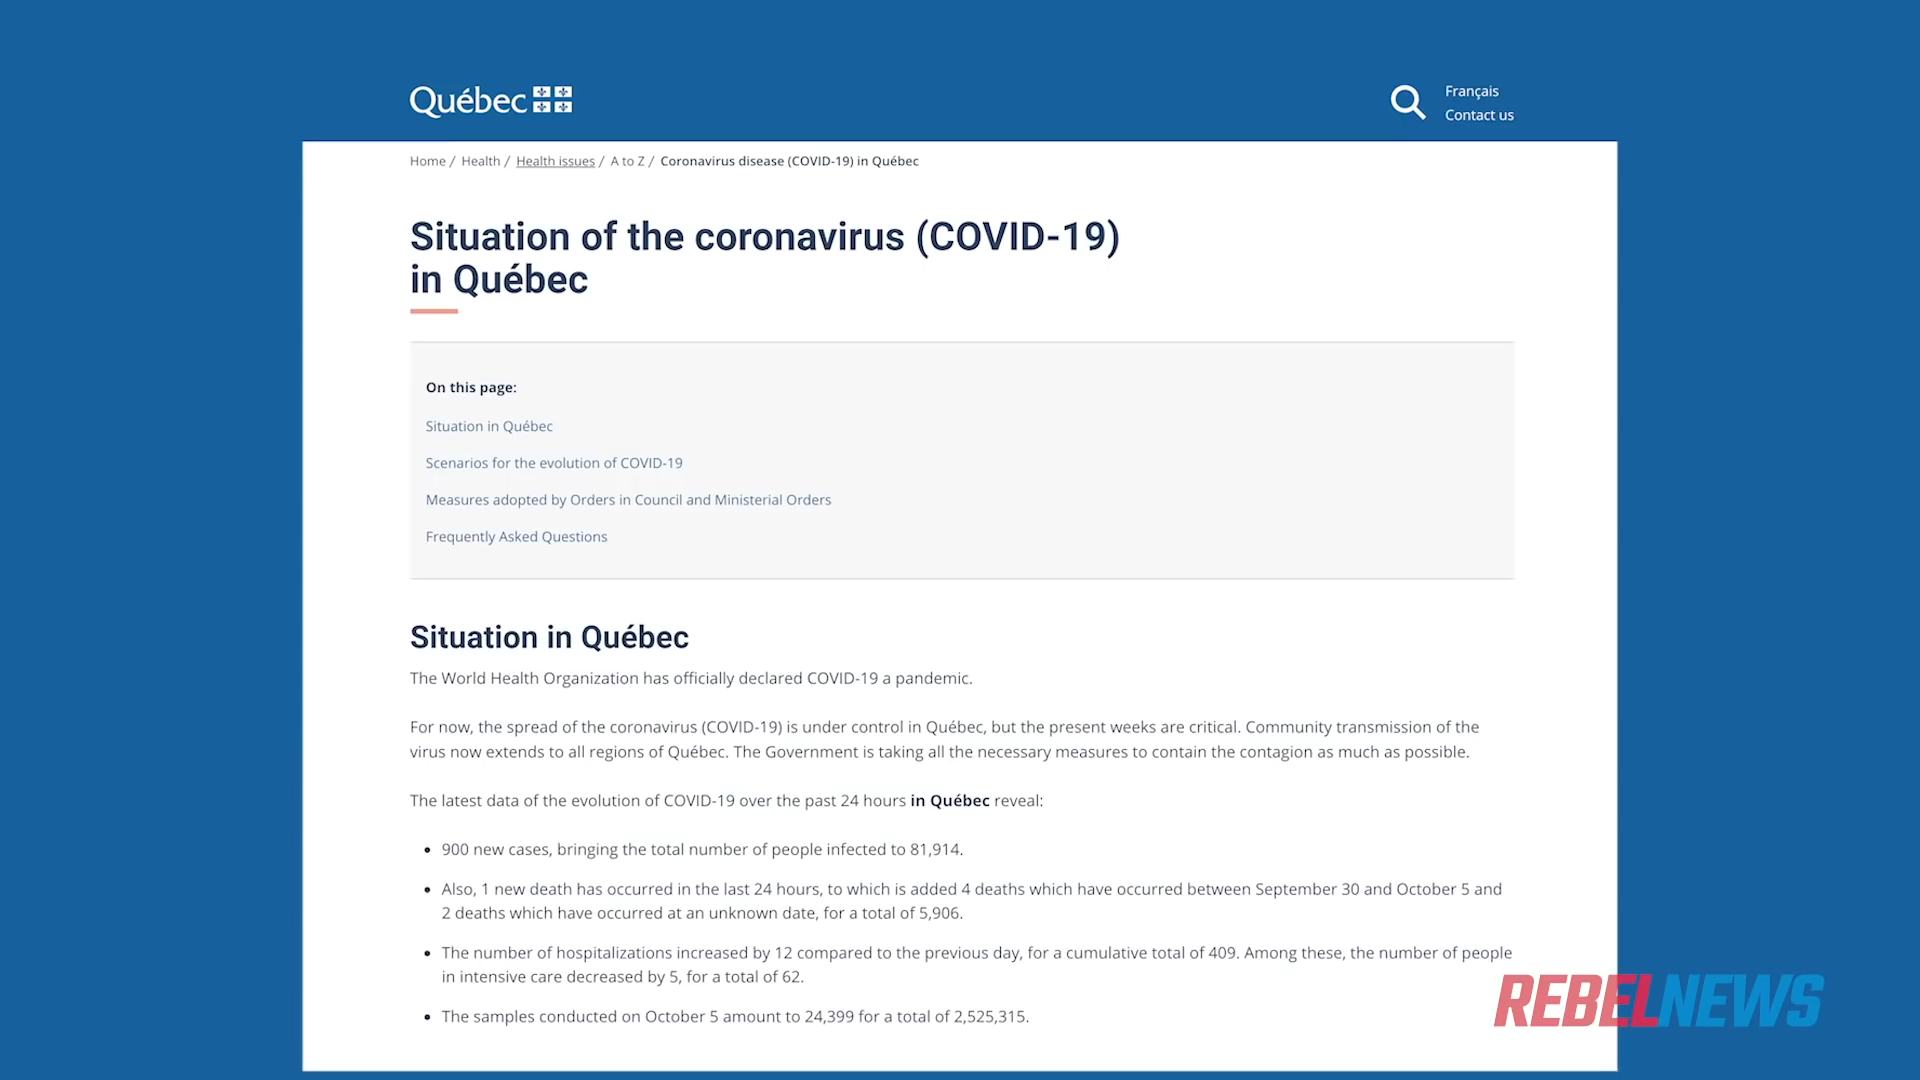 Québec
Français
Contact us
Home / Health / Health issues / A to Z / Coronavirus disease (COVID-19) in Québec
Situation of the coronavirus (COVID-19)
in Québec
On this page:
Situation in Québec
Scenarios for the evolution of COVID-19
Measures adopted by Orders in Council and Ministerial Orders
Frequently Asked Questions
Situation in Québec
The World Health Organization has officially declared COVID-19 a pandemic.
For now, the spread of the coronavirus (COVID-19) is under control in Québec, but the present weeks are critical. Community transmission of the
virus now extends to all regions of Québec. The Government is taking all the necessary measures to contain the contagion as much as possible.
The latest data of the evolution of COVID-19 over the past 24 hours in Québec reveal:
• 900 new cases, bringing the total number of people infected to 81,914.
• Also, 1 new death has occurred in the last 24 hours, to which is added 4 deaths which have occurred between September 30 and October 5 and
2 deaths which have occurred at an unknown date, for a total of 5,906.
• The number of hospitalizations increased by 12 compared to the previous day, for a cumulative total of 409. Among these, the number of people
in intensive care decreased by 5, for a total of 62.
• The samples conducted on October 5 amount to 24,399 for a total of 2,525,315.
REBELNEWS